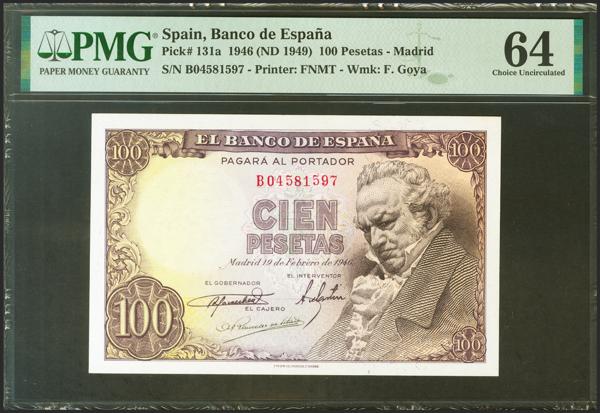 PMG
PAPER MONEY GUARANTY
Spain, Banco de España
Pick# 131a 1946 (ND 1949) 100 Pesetas - Madrid
S/N B04581597 - Printer: FNMT - Wmk: F. Goya
64
Choice Uncirculated
100
EL BANCO DE ESPAÑA
100
PAGARÁ AL PORTADOR
B04581597
CIEN
PESETAS
Madrid 19 de Febrero de 1946
EL INTERVENTOR
EL GOBERNADOR
EL CAJERO
100
100